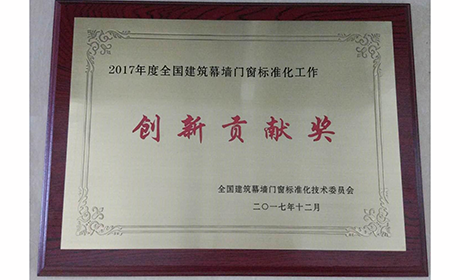 2017年度全国建筑幕墙门窗标准化工作
创新贡献奖
全国建筑幕墙门窗标准化技术委员会
二〇一七年十二月